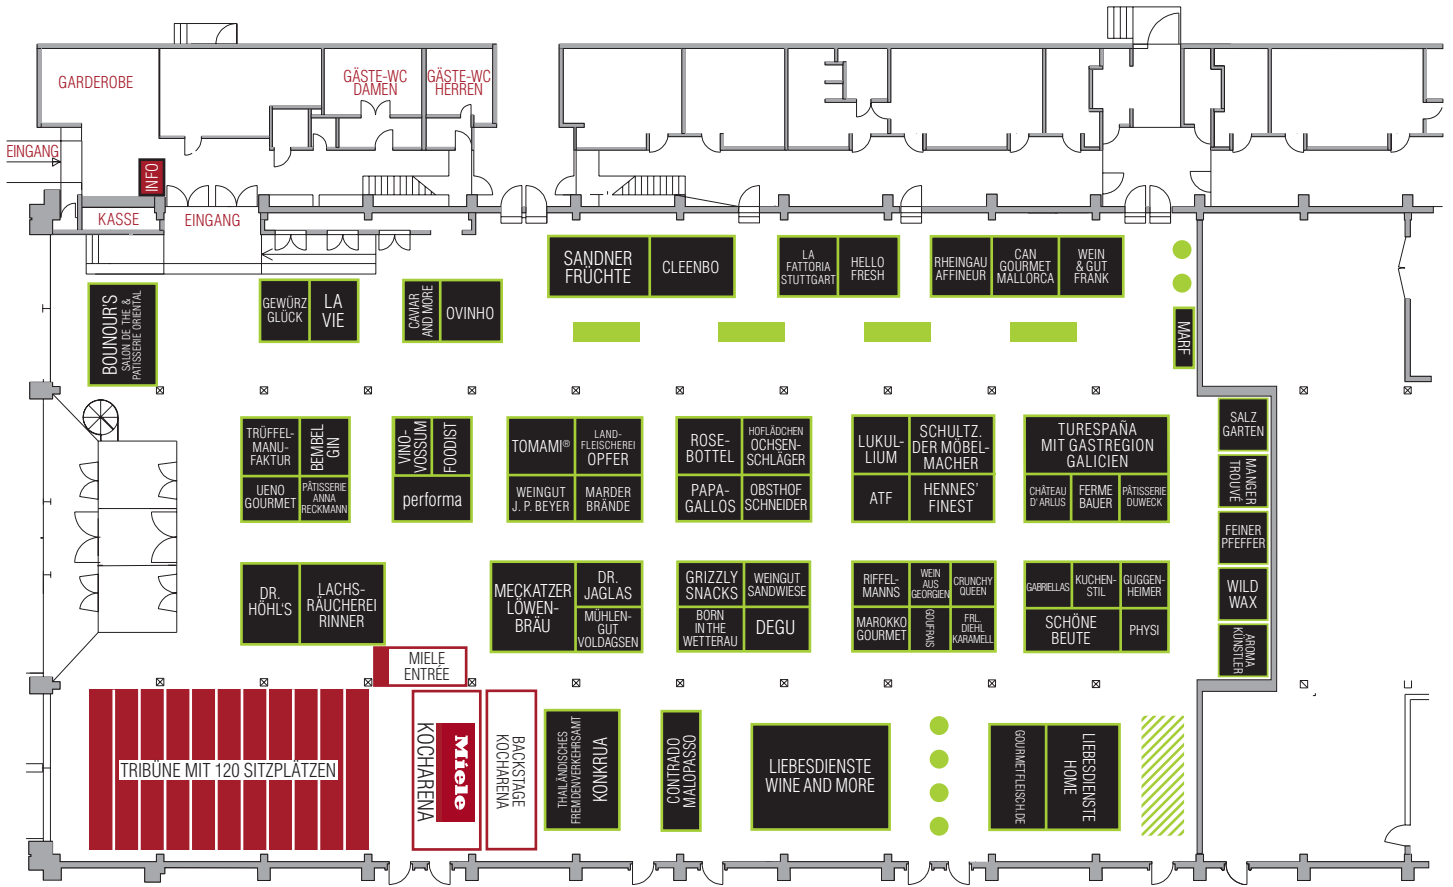 GARDEROBE
GÄSTE-WC
DAMEN
GÄSTE-WC
HERREN
EINGANG
INFO
KASSE
EINGANG
SANDNER
FRÜCHTE
CLEENBO
LA
FATTORIA
STUTTGART
HELLO
FRESH
RHEINGAU
AFFINEUR
CAN
GOURMET
MALLORCA
WEIN
& GUT
FRANK
BOUNOUR'S
SALON DE THE &
PATISSERIE ORIENTAL
GEWÜRZ
GLÜCK
LA
VIE
CAVIAR
AND MORE
OVINHO
MARF
TRÜFFEL-
MANU-
FAKTUR
BEMBEL
GIN
UENO
GOURMET
PÂTISSERIE
ANNA
RECKMANN
VINO-
VOSSUM
FOODIST
performa
TOMAMI®
LAND-
FLEISCHEREI
OPFER
WEINGUT
J. P. BEYER
MARDER
BRÄNDE
ROSE-
BOTTEL
HOFLÄDCHEN
OCHSEN-
SCHLÄGER
PAPA-
GALLOS
OBSTHOF
SCHNEIDER
LUKUL-
LIUM
SCHULTZ.
DER MÖBEL-
MACHER
ATF
HENNES'
FINEST
TURESPAÑA
MIT GASTREGION
GALICIEN
CHÂTEAU
D' ARLUS
FERME
BAUER
PÂTISSERIE
DUWECK
SALZ
GARTEN
MANGER
TROUVÉ
FEINER
PFEFFER
WILD
WAX
AROMA
KÜNSTLER
DR.
HÖHL'S
LACHS-
RÄUCHEREI
RINNER
MECKATZER
LÖWEN-
BRÄU
DR.
JAGLAS
MÜHLEN-
GUT
VOLDAGSEN
GRIZZLY
SNACKS
WEINGUT
SANDWIESE
BORN
IN THE
WETTERAU
DEGU
RIFFEL-
MANNS
WEIN
AUS
GEORGIEN
CRUNCHY
QUEEN
MAROKKO
GOURMET
GOUFRAIS
FRL.
DIEHL
KARAMELL
GABRIELLAS
KUCHEN-
STIL
GUGGEN-
HEIMER
SCHÖNE
BEUTE
PHYSI
MIELE
ENTRÉE
TRIBÜNE MIT 120 SITZPLÄTZEN
KOCHARENA
Miele
BACKSTAGE
KOCHARENA
THAILÄNDISCHES
FREMDENVERKEHRSAMT
KONKRUA
CONTRADO
MALOPASSO
LIEBESDIENSTE
WINE AND MORE
GOURMETFLEISCH.DE
LIEBESDIENSTE
HOME